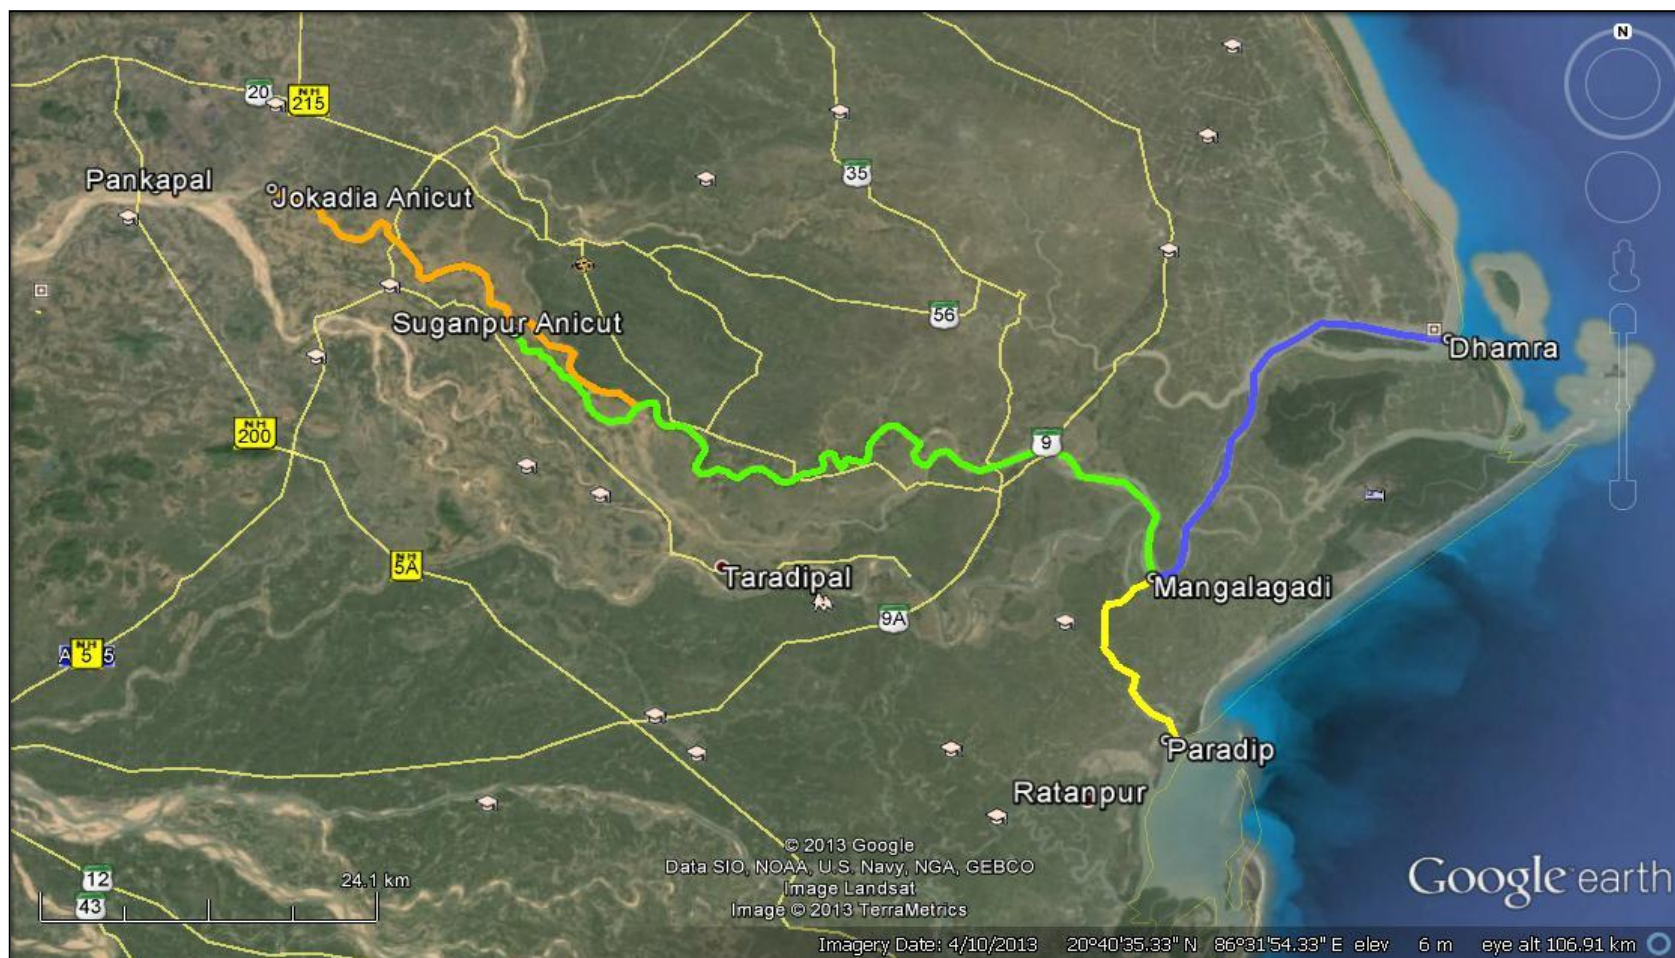 N
20
NH
215
35
Pankapal
Jokadia Anicut
56
Suganpur Anicut
Dhamra
NH
200
9
NH
5A
Taradipal
Mangalagadi
9A
A
NH
5
5
Paradip
Ratanpur
© 2013 Google
Data SIO, NOAA, U.S. Navy, NGA, GEBCO
Image Landsat
Image © 2013 TerraMetrics
12
43
24.1 km
Google earth
Imagery Date: 4/10/2013 20°40'35.33" N 86°31'54.33" E elev 6 m eye alt 106.91 km